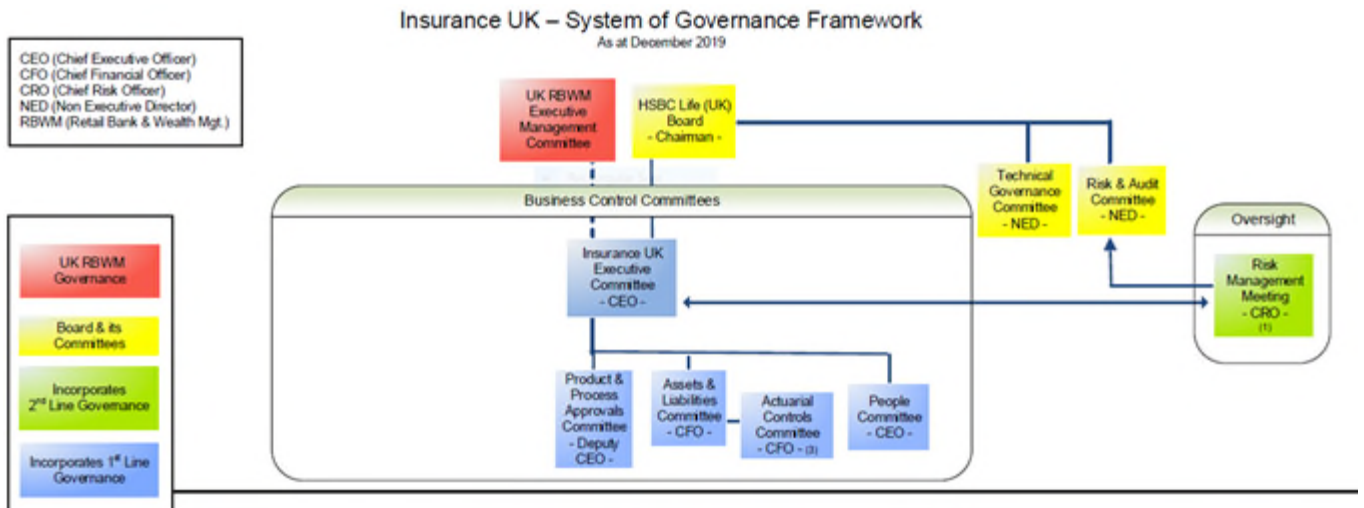 Insurance UK – System of Governance Framework
As at December 2019
CEO (Chief Executive Officer)
CFO (Chief Financial Officer)
CRO (Chief Risk Officer)
NED (Non Executive Director)
RBWM (Retail Bank & Wealth Mgt.)
UK RBWM
Executive
Management
Committee
HSBC Life (UK)
Board
- Chairman -
Technical
Governance
Committee
- NED -
Risk & Audit
Committee
- NED -
Business Control Committees
Oversight
Insurance UK
Executive
Committee
- CEO -
Risk
Management
Meeting
- CRO -
(1)
Product &
Process
Approvals
Committee
- Deputy
CEO -
Assets &
Liabilities
Committee
- CFO -
Actuarial
Controls
Committee
- CFO - (3)
People
Committee
- CEO -
UK RBWM
Governance
Board & its
Committees
Incorporates
2nd Line Governance
Incorporates 1st Line
Governance